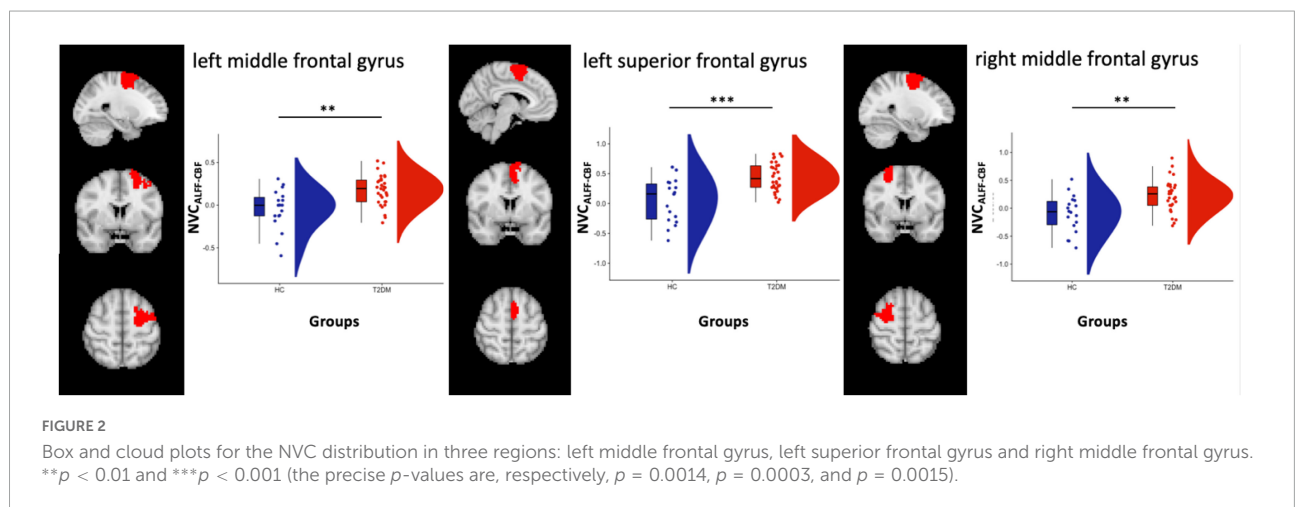 left middle frontal gyrus
**
NVCALFF-CBF
0.5
0.0
-0.5
HC
T2DM
Groups
left superior frontal gyrus
***
NVCALFF-CBF
1.0
0.5
0.0
-0.5
-1.0
HC
T2DM
Groups
right middle frontal gyrus
**
NVCALFF-CBF
1.0
0.5
0.0
-0.5
-1.0
HC
T2DM
Groups
FIGURE 2
Box and cloud plots for the NVC distribution in three regions: left middle frontal gyrus, left superior frontal gyrus and right middle frontal gyrus.
**p < 0.01 and ***p < 0.001 (the precise p-values are, respectively, p = 0.0014, p = 0.0003, and p = 0.0015).